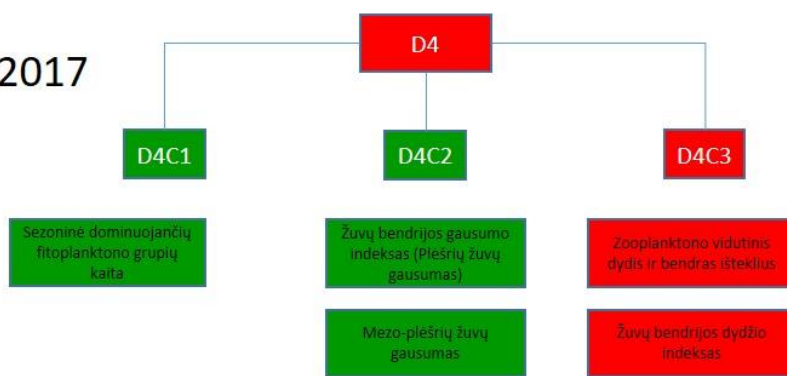 D4
2017
D4C1
D4C2
D4C3
Sezoninė dominuojančių
fitoplanktono grupių
kaita
Žuvų bendrijos gausumo
indeksas (Plėšrių žuvų
gausumas)
Zooplanktono vidutinis
dydis ir bendras išteklius
Mezo-plėšrių žuvų
gausumas
Žuvų bendrijos dydžio
indeksas